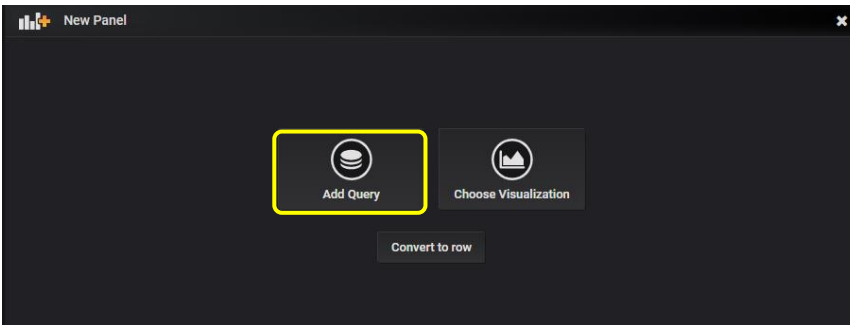 New Panel
Add Query
Choose Visualization
Convert to row